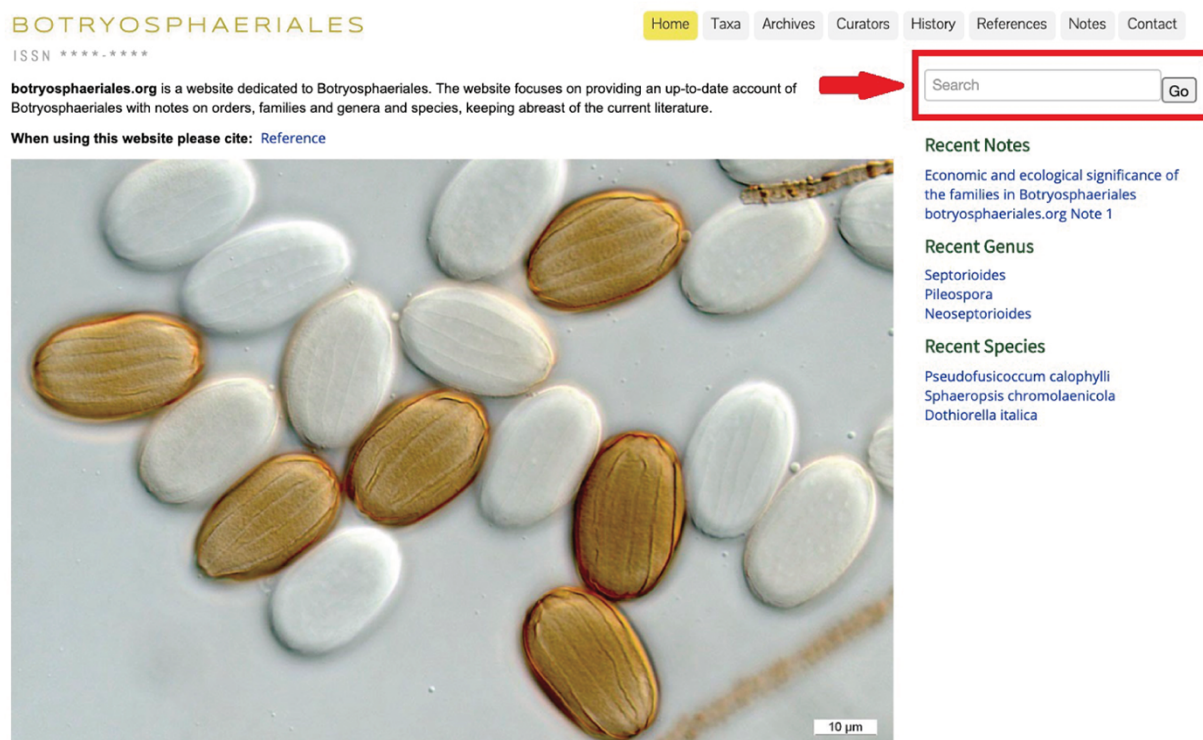 BOTRYOSPHAERIALES
ISSN ****-****
Home Taxa Archives Curators History References Notes Contact
botryosphaeriales.org is a website dedicated to Botryosphaeriales. The website focuses on providing an up-to-date account of
Botryosphaeriales with notes on orders, families and genera and species, keeping abreast of the current literature.
When using this website please cite: Reference
Search Go
Recent Notes
Economic and ecological significance of
the families in Botryosphaeriales
botryosphaeriales.org Note 1
Recent Genus
Septorioides
Pileospora
Neoseptorioides
Recent Species
Pseudofusicoccum calophylli
Sphaeropsis chromolaenicola
Dothiorella italica
10 µm